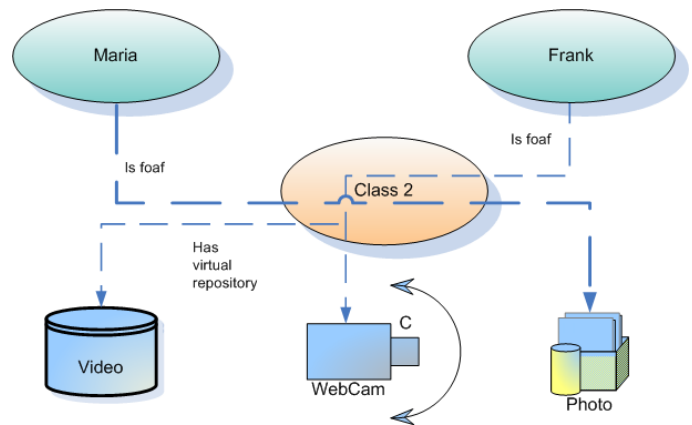 Maria
Frank
Is foaf
Is foaf
Class 2
Has
virtual
repository
C
Video
WebCam
Photo